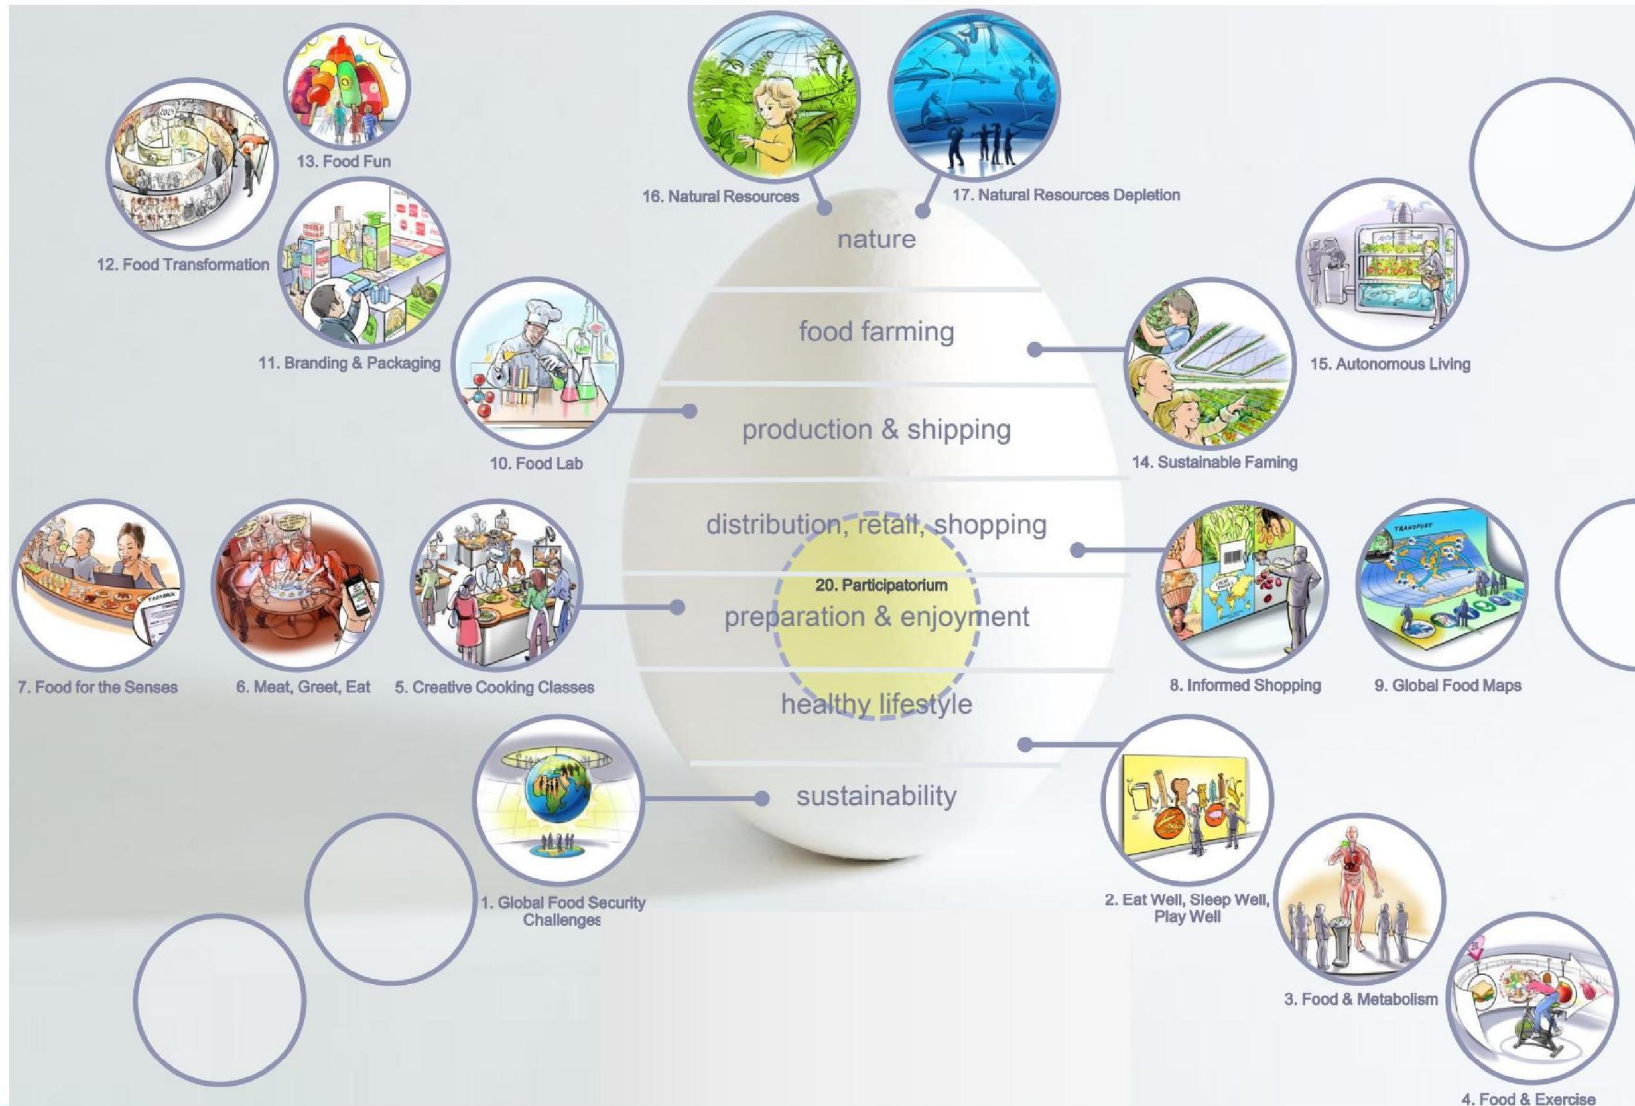 13. Food Fun
12. Food Transformation
11. Branding & Packaging
10. Food Lab
16. Natural Resources
17. Natural Resources Depletion
15. Autonomous Living
14. Sustainable Faming
nature
food farming
production & shipping
distribution, retail, shopping
20. Participatorium
preparation & enjoyment
healthy lifestyle
sustainability
7. Food for the Senses
6. Meat, Greet, Eat
5. Creative Cooking Classes
TRANSPORT
8. Informed Shopping
9. Global Food Maps
1. Global Food Security
Challenges
2. Eat Well, Sleep Well,
Play Well
3. Food & Metabolism
4. Food & Exercise